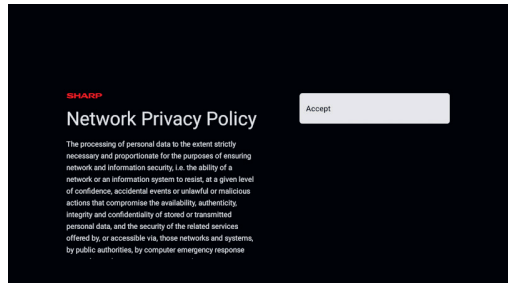 SHARP
Network Privacy Policy
The processing of personal data to the extent strictly
necessary and proportionate for the purposes of ensuring
network and information security, i.e. the ability of a
network or an information system to resist, at a given level
of confidence, accidental events or unlawful or malicious
actions that compromise the availability, authenticity,
integrity and confidentiality of stored or transmitted
personal data, and the security of the related services
offered by, or accessible via, those networks and systems,
by public authorities, by computer emergency response
Accept